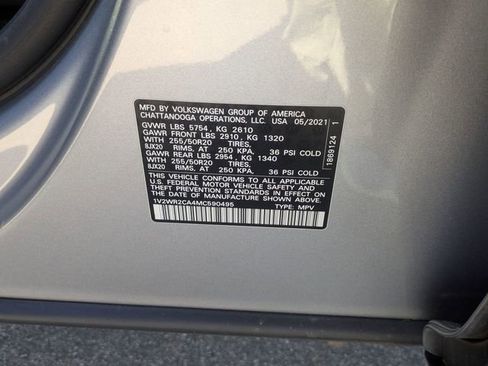 MFD BY VOLKSWAGEN GROUP OF AMERICA
CHATTANOOGA OPERATIONS, LLC. USA 05/2021
GVWR LBS 5754 , KG 2610
GAWR FRONT LBS 2910 , KG 1320
WITH 255/50R20
8JX20 RIMS, AT 250 KPA, 36 PSI COLD
GAWR REAR LBS 2954 , KG 1340
WITH 255/50R20
8JX20 RIMS, AT 250 KPA, 36 PSI COLD
THIS VEHICLE CONFORMS TO ALL APPLICABLE
U.S. FEDERAL MOTOR VEHICLE SAFETY AND
THEFT PREVENTION STANDARDS IN EFFECT ON
THE DATE OF MANUFACTURE SHOWN ABOVE.
1V2WR2CA4MC590495 TYPE: MPV
1869124 1